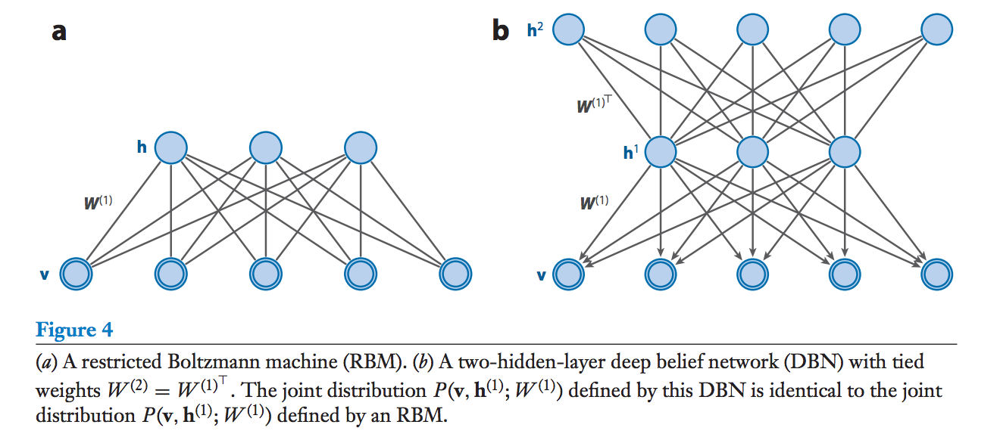 a
b
h²
W⁽¹⁾ᵀ
h
h¹
W⁽¹⁾
W⁽¹⁾
v
v
Figure 4
(a) A restricted Boltzmann machine (RBM). (b) A two-hidden-layer deep belief network (DBN) with tied
weights W⁽²⁾ = W⁽¹⁾ᵀ. The joint distribution P(v, h⁽¹⁾; W⁽¹⁾) defined by this DBN is identical to the joint
distribution P(v, h⁽¹⁾; W⁽¹⁾) defined by an RBM.